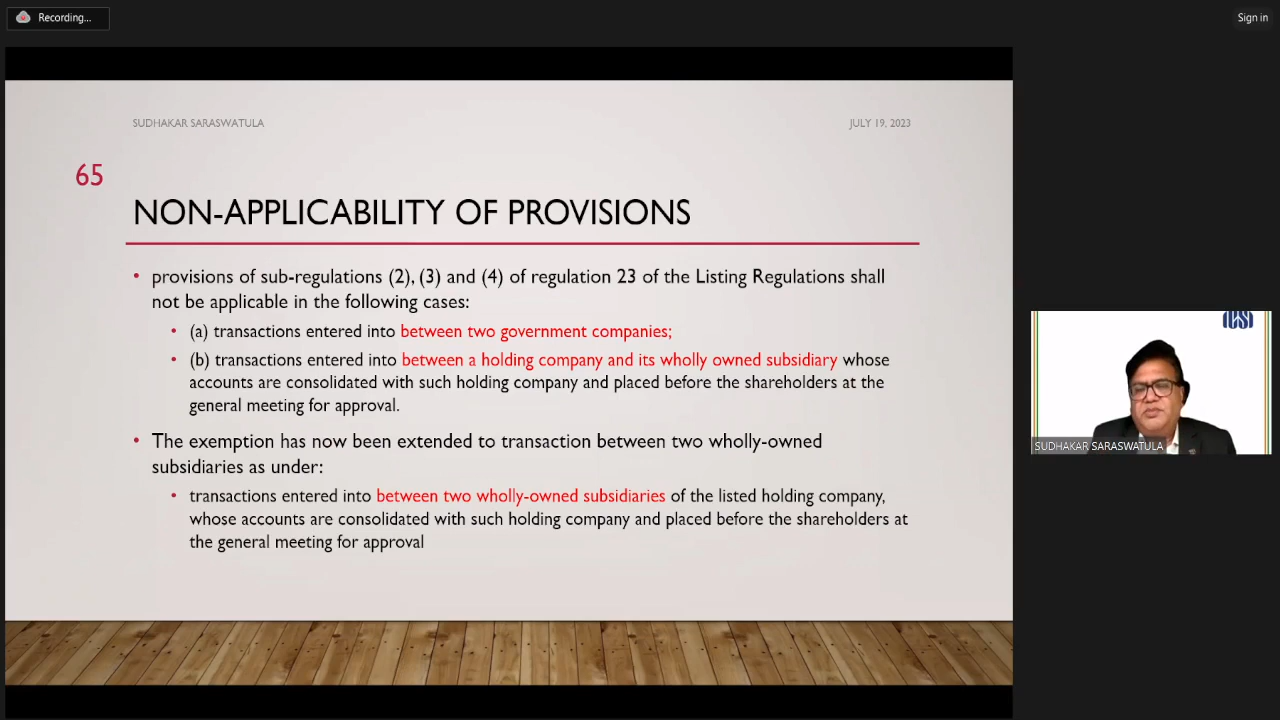 Recording...
Sign in
SUDHAKAR SARASWATULA
JULY 19, 2023
65
NON-APPLICABILITY OF PROVISIONS
• provisions of sub-regulations (2), (3) and (4) of regulation 23 of the Listing Regulations shall
not be applicable in the following cases:
• (a) transactions entered into between two government companies;
• (b) transactions entered into between a holding company and its wholly owned subsidiary whose
accounts are consolidated with such holding company and placed before the shareholders at the
general meeting for approval.
• The exemption has now been extended to transaction between two wholly-owned
subsidiaries as under:
• transactions entered into between two wholly-owned subsidiaries of the listed holding company,
whose accounts are consolidated with such holding company and placed before the shareholders at
the general meeting for approval
SUDHAKAR SARASWATULA